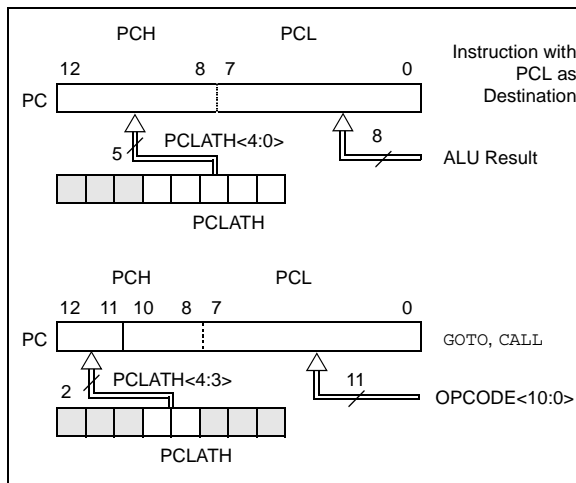 PCH PCL
12 8 7 0
Instruction with
PCL as
Destination
PC
5 PCLATH<4:0> 8
ALU Result
PCLATH
PCH PCL
12 11 10 8 7 0
PC GOTO, CALL
2 PCLATH<4:3> 11
OPCODE<10:0>
PCLATH